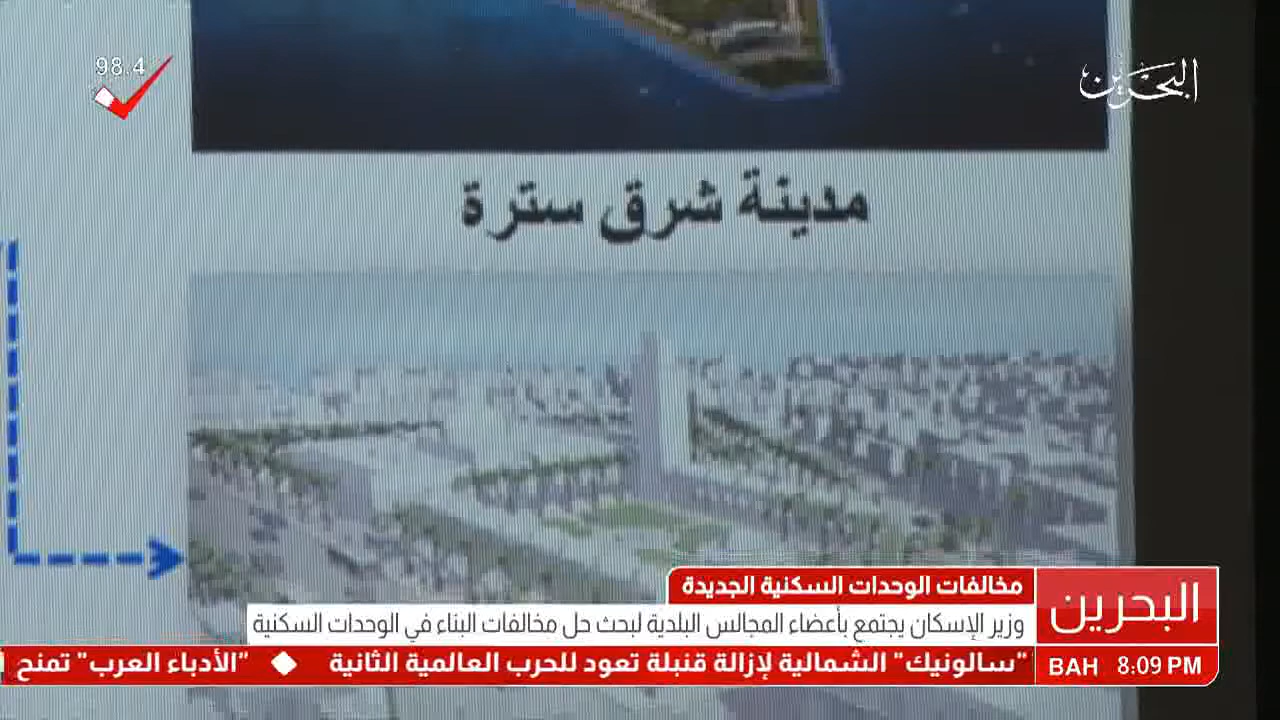 98.4
البحرين
مدينة شرق سترة
مخالفات الوحدات السكنية الجديدة
البحرين
وزير الإسكان يجتمع بأعضاء المجالس البلدية لبحث حل مخالفات البناء في الوحدات السكنية
BAH 8:09 PM
"سالونيك" الشمالية لإزالة قنبلة تعود للحرب العالمية الثانية ◆ "الأدباء العرب" تمنح